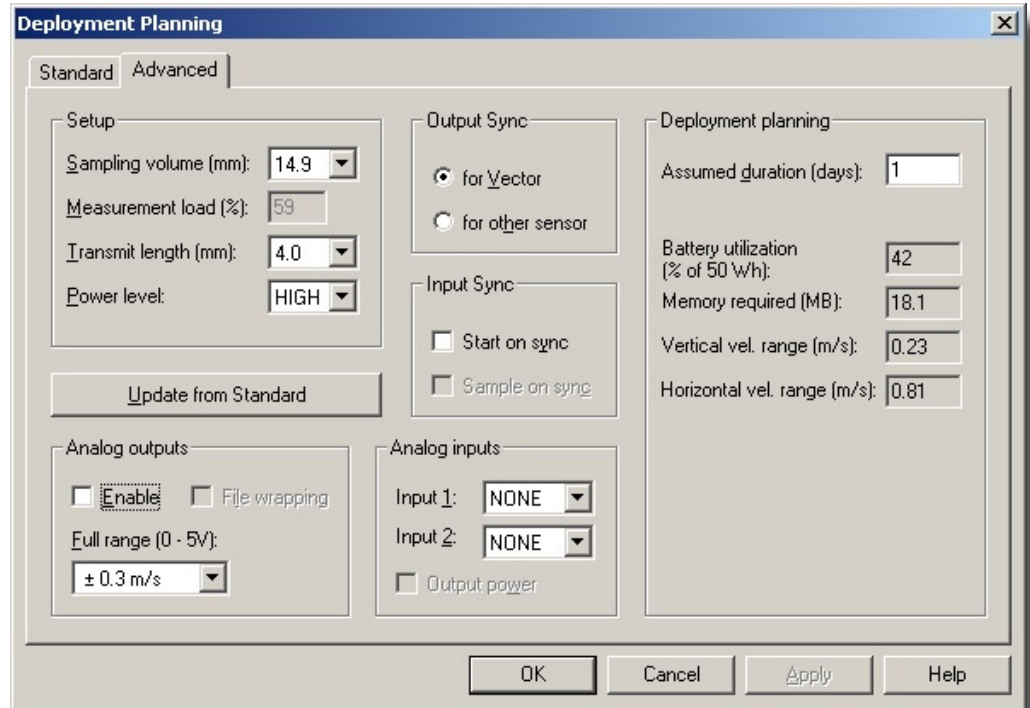 Deployment Planning
Standard
Advanced
Setup
Sampling volume (mm): 14.9
Measurement load (%): 59
Transmit length (mm): 4.0
Power level: HIGH
Update from Standard
Output Sync
for Vector
for other sensor
Input Sync
Start on sync
Sample on sync
Deployment planning
Assumed duration (days): 1
Battery utilization
(% of 50 Wh): 42
Memory required (MB): 18.1
Vertical vel. range (m/s): 0.23
Horizontal vel. range (m/s): 0.81
Analog outputs
Enable File wrapping
Full range (0 - 5V):
± 0.3 m/s
Analog inputs
Input 1: NONE
Input 2: NONE
Output power
OK Cancel Apply Help